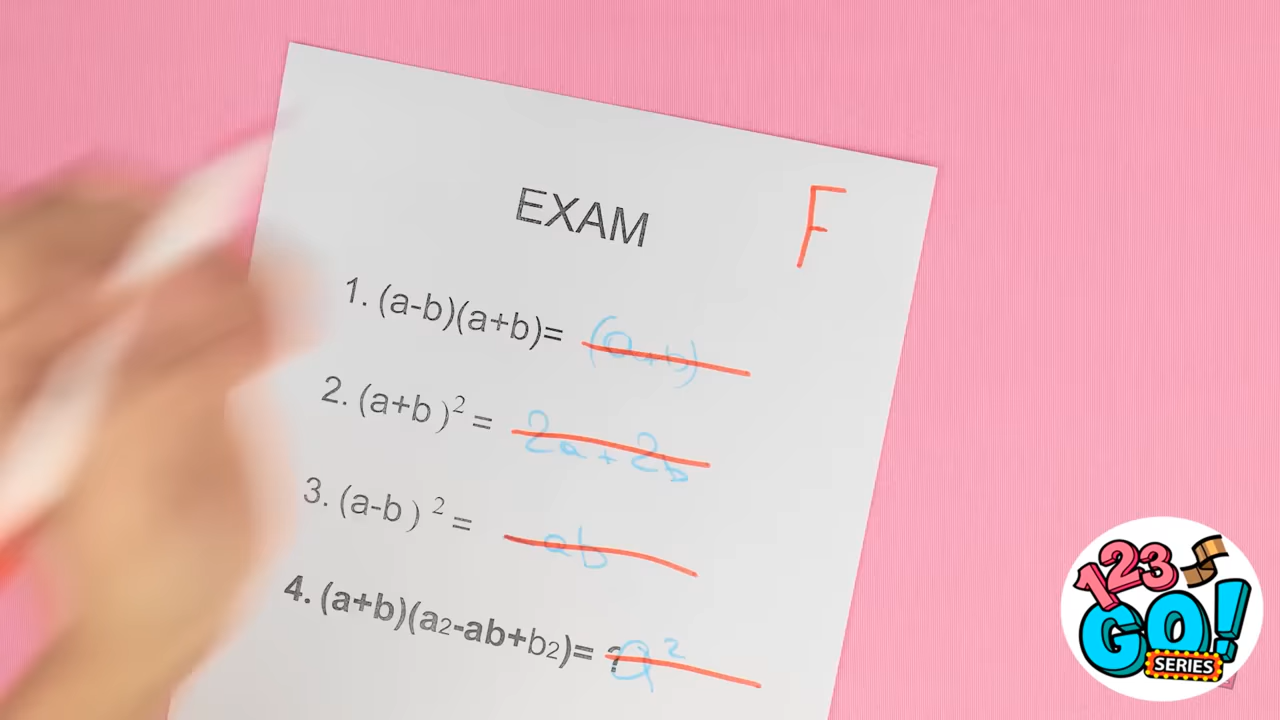 EXAM F
1. (a-b)(a+b)= (a+b)
2. (a+b)² = 2a + 2b
3. (a-b) ² = ab
4. (a+b)(a2-ab+b2)= ? a²
123
GO!
SERIES